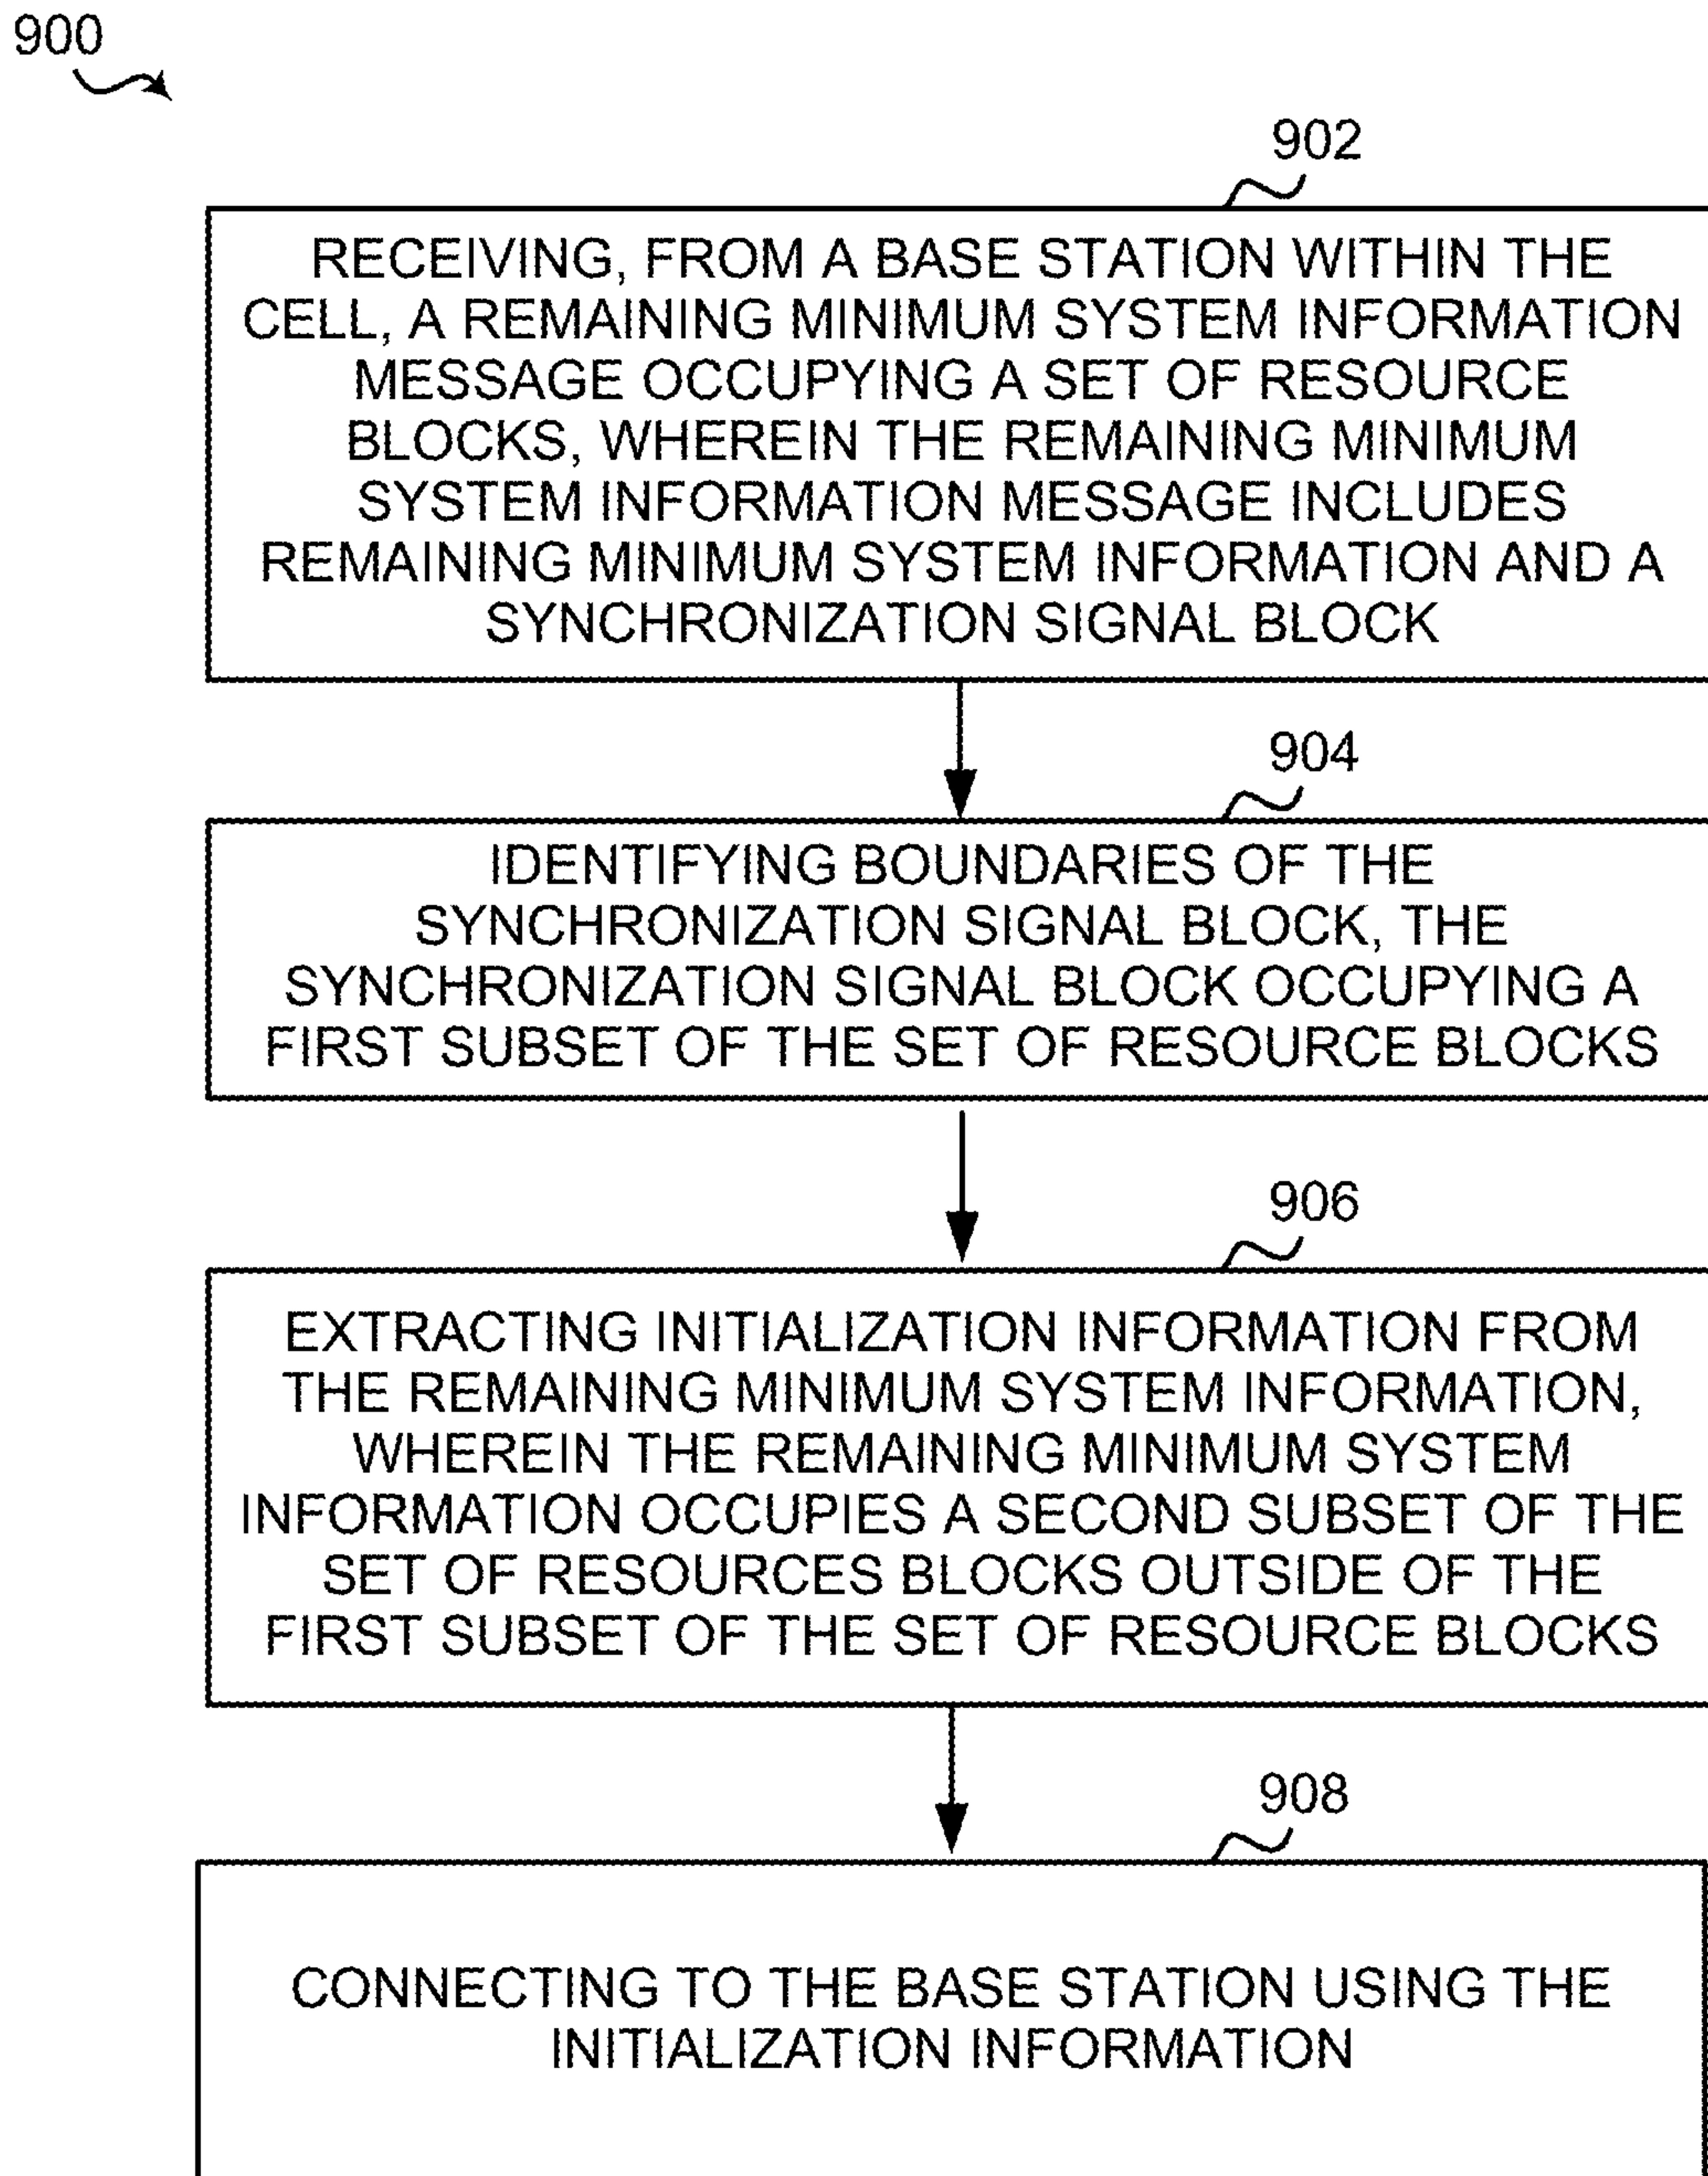 900
902
RECEIVING, FROM A BASE STATION WITHIN THE
CELL, A REMAINING MINIMUM SYSTEM INFORMATION
MESSAGE OCCUPYING A SET OF RESOURCE
BLOCKS, WHEREIN THE REMAINING MINIMUM
SYSTEM INFORMATION MESSAGE INCLUDES
REMAINING MINIMUM SYSTEM INFORMATION AND A
SYNCHRONIZATION SIGNAL BLOCK
904
IDENTIFYING BOUNDARIES OF THE
SYNCHRONIZATION SIGNAL BLOCK, THE
SYNCHRONIZATION SIGNAL BLOCK OCCUPYING A
FIRST SUBSET OF THE SET OF RESOURCE BLOCKS
906
EXTRACTING INITIALIZATION INFORMATION FROM
THE REMAINING MINIMUM SYSTEM INFORMATION,
WHEREIN THE REMAINING MINIMUM SYSTEM
INFORMATION OCCUPIES A SECOND SUBSET OF THE
SET OF RESOURCES BLOCKS OUTSIDE OF THE
FIRST SUBSET OF THE SET OF RESOURCE BLOCKS
908
CONNECTING TO THE BASE STATION USING THE
INITIALIZATION INFORMATION